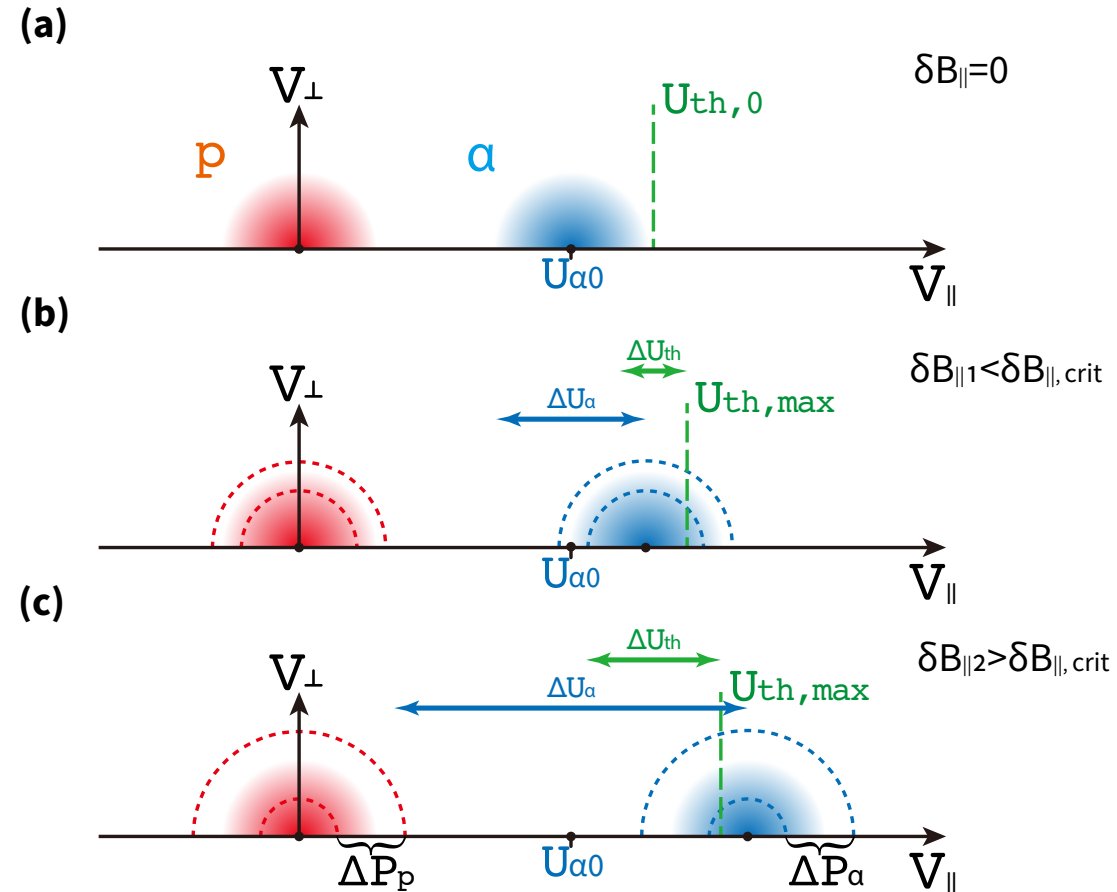 (a)
δB∥=0
V⊥
Uth,0
p
α
Uα0
V∥
(b)
ΔUth
δB∥1<δB∥,crit
V⊥
ΔUα
Uth,max
Uα0
V∥
(c)
ΔUth
δB∥2>δB∥,crit
V⊥
ΔUα
Uth,max
Uα0
V∥
ΔPp
ΔPα